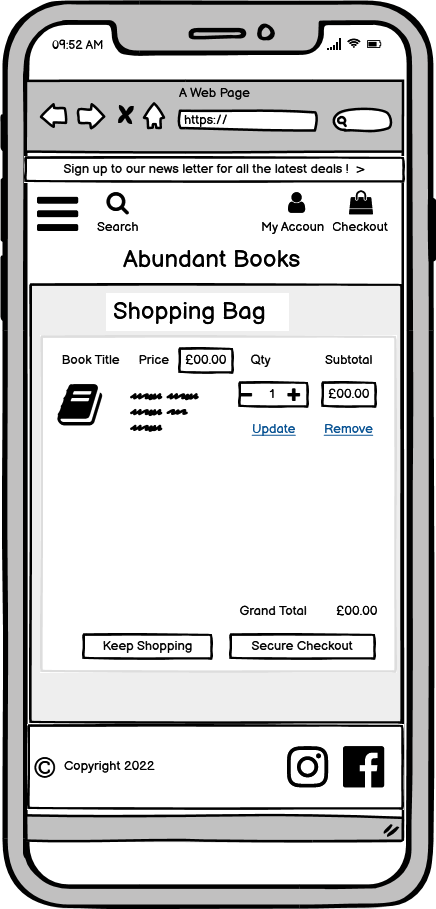 09:52 AM
A Web Page
https://
Sign up to our news letter for all the latest deals ! >
Search
My Accoun
Checkout
Abundant Books
Shopping Bag
Book Title Price £00.00 Qty Subtotal
1 £00.00
Update Remove
Grand Total £00.00
Keep Shopping Secure Checkout
© Copyright 2022